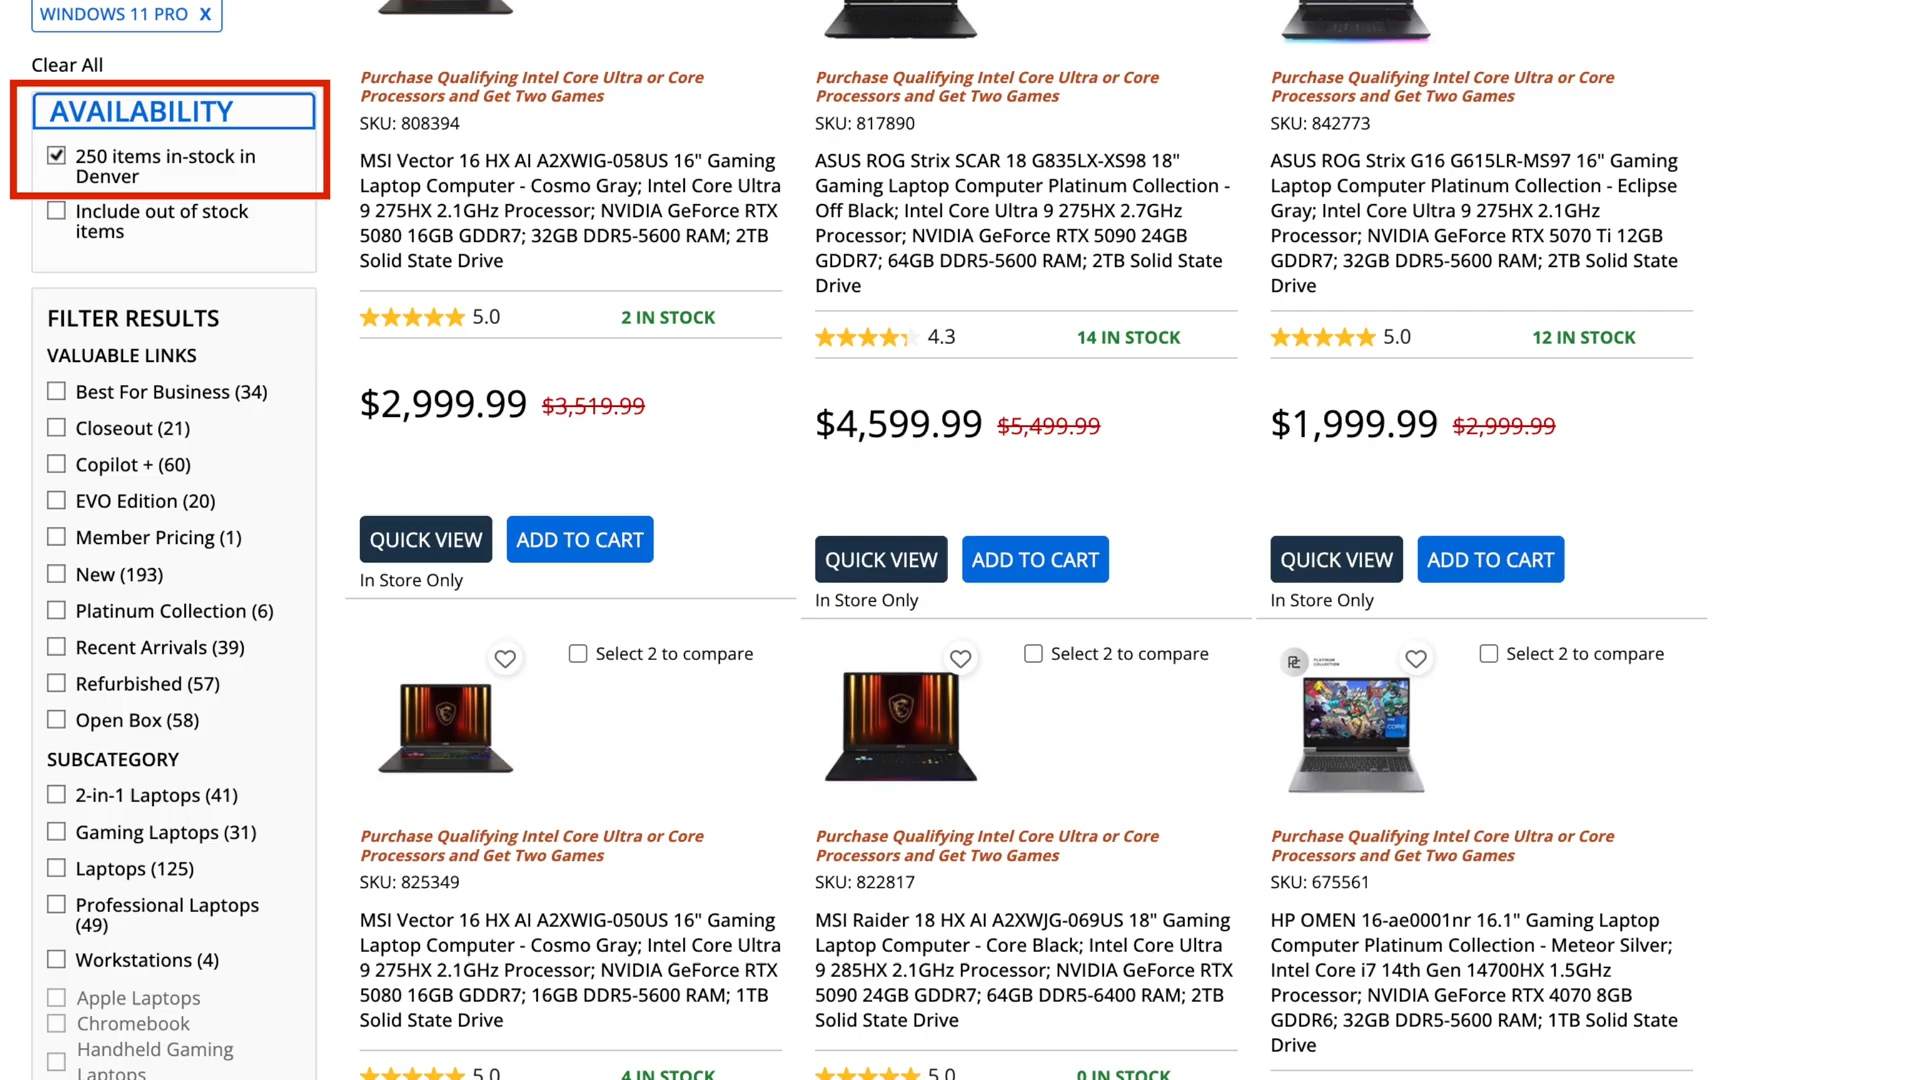 WINDOWS 11 PRO X
Clear All
AVAILABILITY
250 items in-stock in
Denver
Include out of stock
items
FILTER RESULTS
VALUABLE LINKS
Best For Business (34)
Closeout (21)
Copilot + (60)
EVO Edition (20)
Member Pricing (1)
New (193)
Platinum Collection (6)
Recent Arrivals (39)
Refurbished (57)
Open Box (58)
SUBCATEGORY
2-in-1 Laptops (41)
Gaming Laptops (31)
Laptops (125)
Professional Laptops
(49)
Workstations (4)
Apple Laptops
Chromebook
Handheld Gaming
Laptops
Purchase Qualifying Intel Core Ultra or Core
Processors and Get Two Games
SKU: 808394
MSI Vector 16 HX AI A2XWIG-058US 16" Gaming
Laptop Computer - Cosmo Gray; Intel Core Ultra
9 275HX 2.1GHz Processor; NVIDIA GeForce RTX
5080 16GB GDDR7; 32GB DDR5-5600 RAM; 2TB
Solid State Drive
5.0 2 IN STOCK
$2,999.99 $3,519.99
QUICK VIEW ADD TO CART
In Store Only
Purchase Qualifying Intel Core Ultra or Core
Processors and Get Two Games
SKU: 817890
ASUS ROG Strix SCAR 18 G835LX-XS98 18"
Gaming Laptop Computer Platinum Collection -
Off Black; Intel Core Ultra 9 275HX 2.7GHz
Processor; NVIDIA GeForce RTX 5090 24GB
GDDR7; 64GB DDR5-5600 RAM; 2TB Solid State
Drive
4.3 14 IN STOCK
$4,599.99 $5,499.99
QUICK VIEW ADD TO CART
In Store Only
Purchase Qualifying Intel Core Ultra or Core
Processors and Get Two Games
SKU: 842773
ASUS ROG Strix G16 G615LR-MS97 16" Gaming
Laptop Computer Platinum Collection - Eclipse
Gray; Intel Core Ultra 9 275HX 2.1GHz
Processor; NVIDIA GeForce RTX 5070 Ti 12GB
GDDR7; 32GB DDR5-5600 RAM; 2TB Solid State
Drive
5.0 12 IN STOCK
$1,999.99 $2,999.99
QUICK VIEW ADD TO CART
In Store Only
Select 2 to compare
Purchase Qualifying Intel Core Ultra or Core
Processors and Get Two Games
SKU: 825349
MSI Vector 16 HX AI A2XWIG-050US 16" Gaming
Laptop Computer - Cosmo Gray; Intel Core Ultra
9 275HX 2.1GHz Processor; NVIDIA GeForce RTX
5080 16GB GDDR7; 16GB DDR5-5600 RAM; 1TB
Solid State Drive
5.0 4 IN STOCK
Select 2 to compare
Purchase Qualifying Intel Core Ultra or Core
Processors and Get Two Games
SKU: 822817
MSI Raider 18 HX AI A2XWJG-069US 18" Gaming
Laptop Computer - Core Black; Intel Core Ultra
9 285HX 2.1GHz Processor; NVIDIA GeForce RTX
5090 24GB GDDR7; 64GB DDR5-6400 RAM; 2TB
Solid State Drive
5.0 0 IN STOCK
PLATINUM
COLLECTION
Select 2 to compare
Purchase Qualifying Intel Core Ultra or Core
Processors and Get Two Games
SKU: 675561
HP OMEN 16-ae0001nr 16.1" Gaming Laptop
Computer Platinum Collection - Meteor Silver;
Intel Core i7 14th Gen 14700HX 1.5GHz
Processor; NVIDIA GeForce RTX 4070 8GB
GDDR6; 32GB DDR5-5600 RAM; 1TB Solid State
Drive